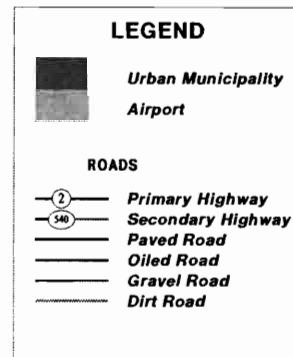 LEGEND
Urban Municipality
Airport
ROADS
2 Primary Highway
540 Secondary Highway
Paved Road
Oiled Road
Gravel Road
Dirt Road